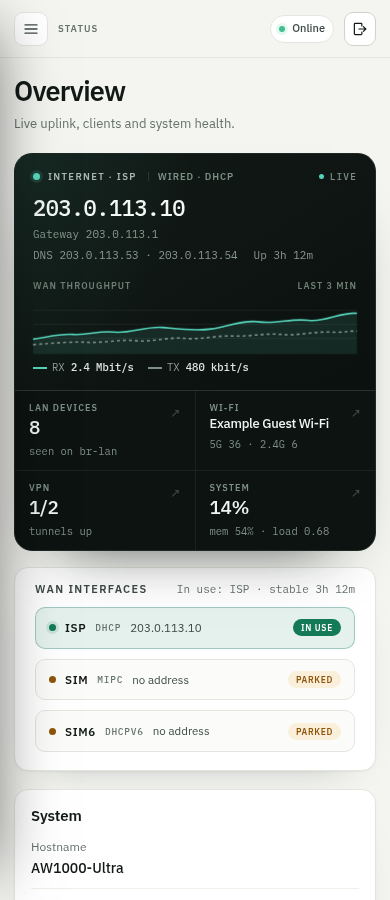 STATUS
Online
Overview
Live uplink, clients and system health.
INTERNET · ISP | WIRED · DHCP
LIVE
203.0.113.10
Gateway 203.0.113.1
DNS 203.0.113.53 · 203.0.113.54 Up 3h 12m
WAN THROUGHPUT
LAST 3 MIN
RX 2.4 Mbit/s TX 480 kbit/s
LAN DEVICES ↗
8
seen on br-lan
WI-FI ↗
Example Guest Wi-Fi
5G 36 · 2.4G 6
VPN ↗
1/2
tunnels up
SYSTEM ↗
14%
mem 54% · load 0.68
WAN INTERFACES
In use: ISP · stable 3h 12m
ISP DHCP 203.0.113.10 IN USE
SIM MIPC no address PARKED
SIM6 DHCPV6 no address PARKED
System
Hostname
AW1000-Ultra